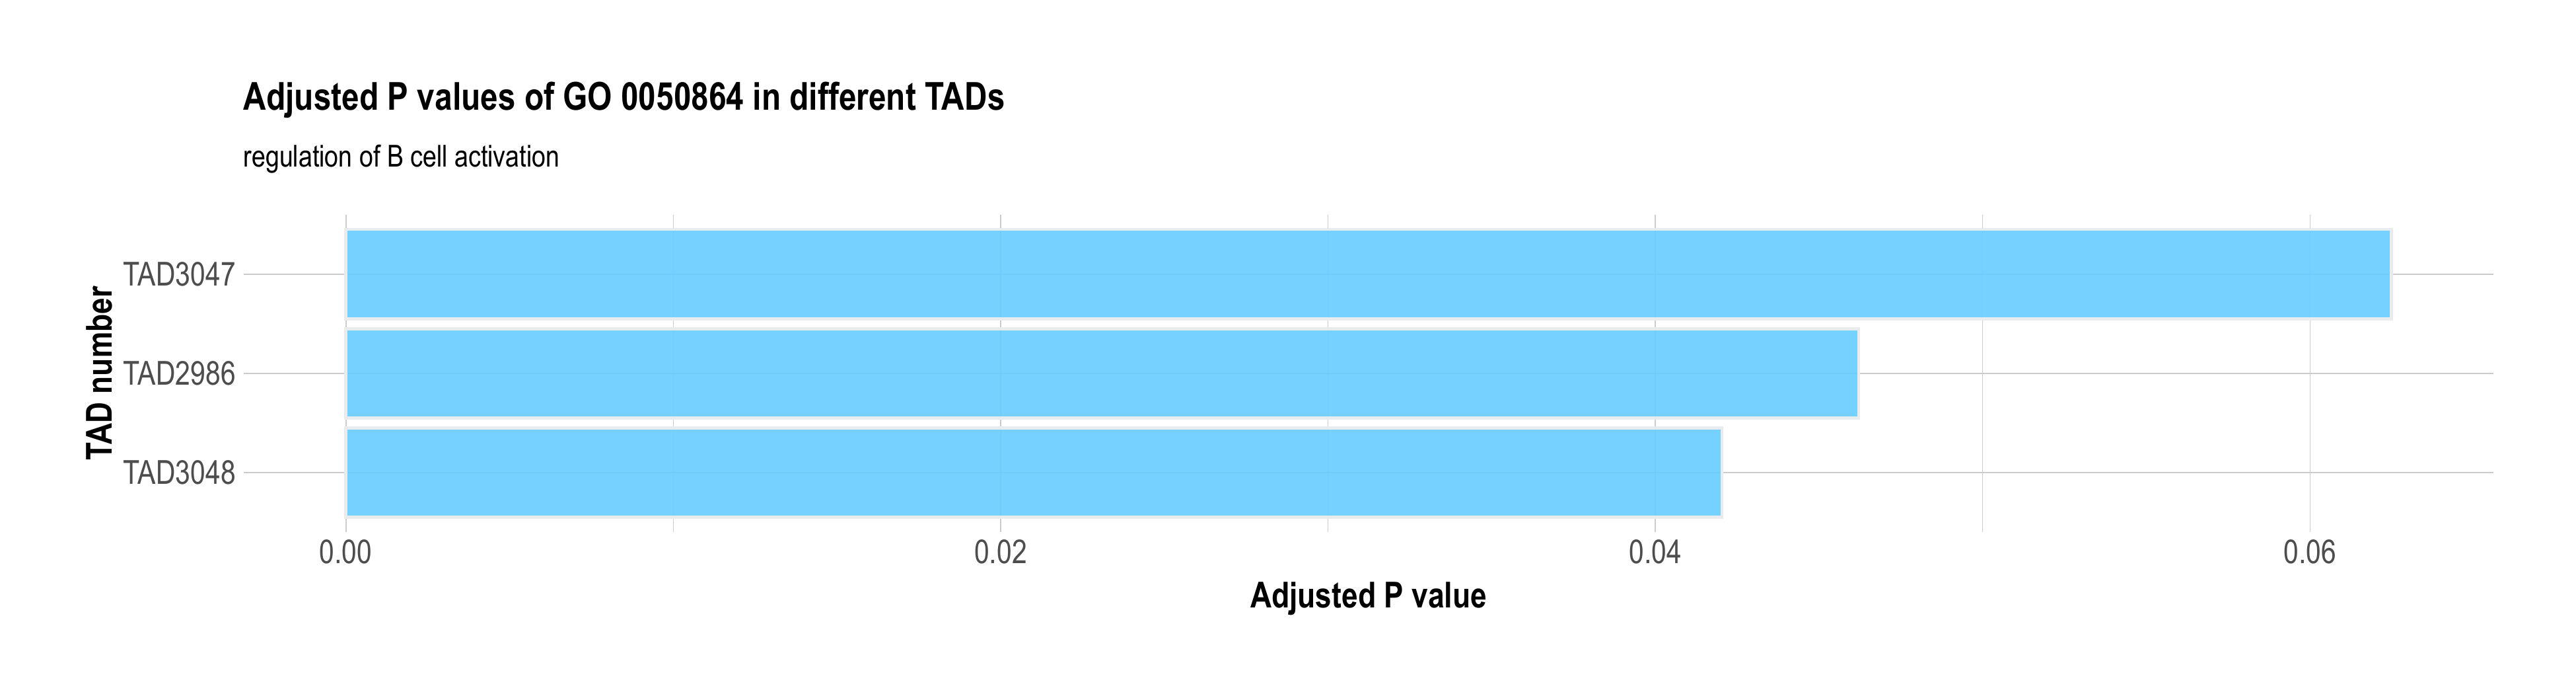 Adjusted P values of GO 0050864 in different TADs
regulation of B cell activation
TAD number
TAD3047
TAD2986
TAD3048
0.00 0.02 0.04 0.06
Adjusted P value